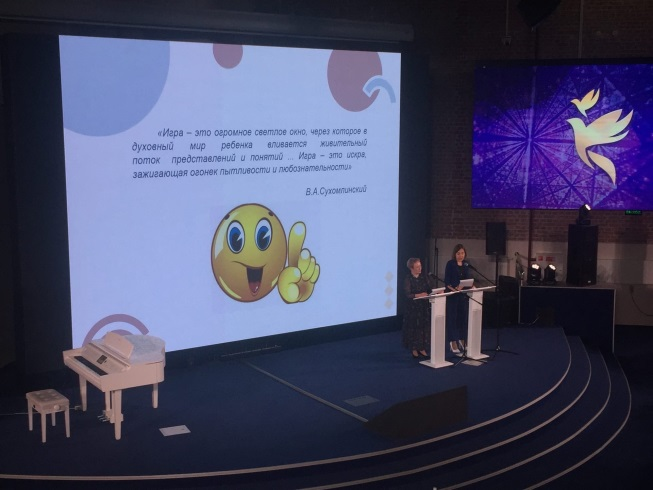 «Игра – это огромное светлое окно, через которое в
духовный мир ребенка вливается живительный
поток представлений и понятий ... Игра – это искра,
зажигающая огонек пытливости и любознательности»
В.А.Сухомлинский